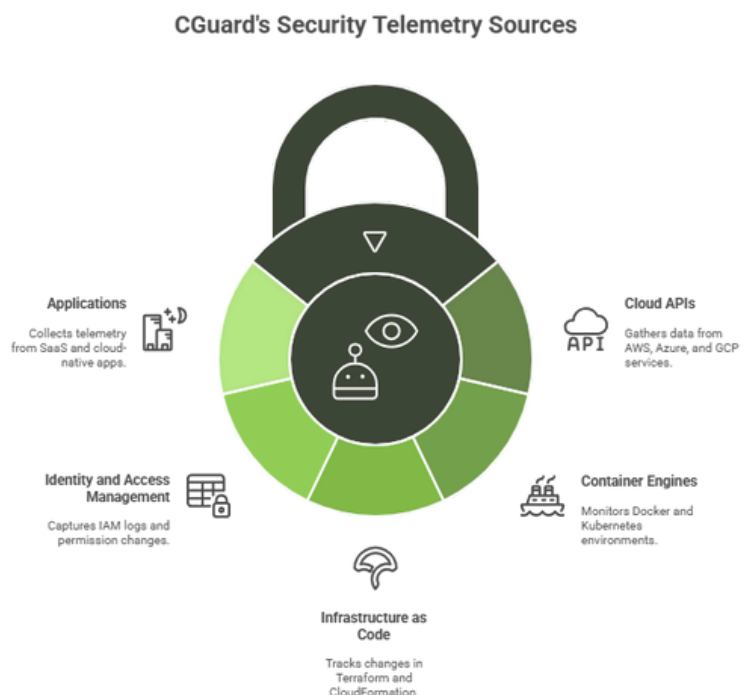 CGuard's Security Telemetry Sources
Applications
Collects telemetry
from SaaS and cloud-
native apps.
Cloud APIs
Gathers data from
AWS, Azure, and GCP
services.
API
Identity and Access
Management
Captures IAM logs and
permission changes.
Container Engines
Monitors Docker and
Kubernetes
environments.
Infrastructure as
Code
Tracks changes in
Terraform and
CloudFormation